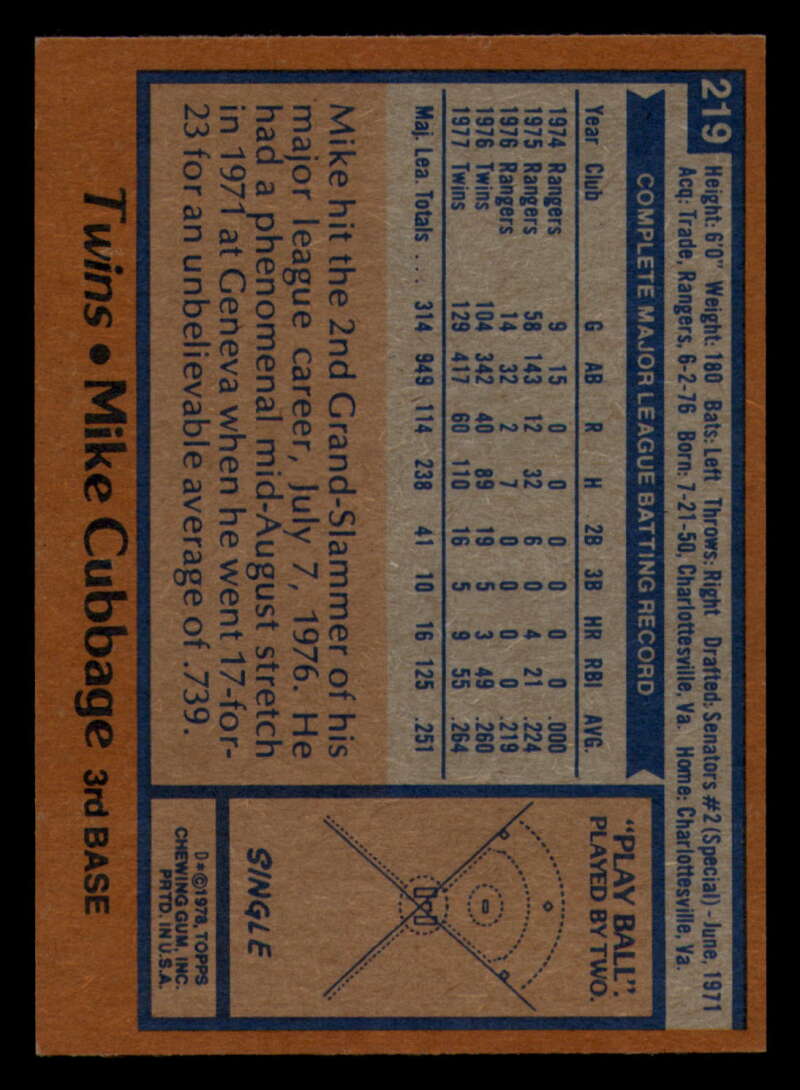 219
Height: 6'0" Weight: 180 Bats: Left Throws: Right Drafted: Senators #2 (Special) - June, 1971
Acq: Trade, Rangers, 6-2-76 Born: 7-21-50, Charlottesville, Va. Home: Charlottesville, Va.
COMPLETE MAJOR LEAGUE BATTING RECORD
Year Club G AB R H 2B 3B HR RBI AVG.
1974 Rangers 9 15 0 0 0 0 0 0 .000
1975 Rangers 58 143 12 32 6 0 4 21 .224
1976 Rangers 14 32 2 7 0 0 0 0 .219
1976 Twins 104 342 40 89 19 5 3 49 .260
1977 Twins 129 417 60 110 16 5 9 55 .264
Maj. Lea. Totals ... 314 949 114 238 41 10 16 125 .251
Mike hit the 2nd Grand-Slammer of his
major league career, July 7, 1976. He
had a phenomenal mid-August stretch
in 1971 at Geneva when he went 17-for-
23 for an unbelievable average of .739.
"PLAY BALL".
PLAYED BY TWO.
SINGLE
D*©1978, TOPPS
CHEWING GUM, INC.
PRTD. IN U.S.A.
Twins • Mike Cubbage 3rd BASE